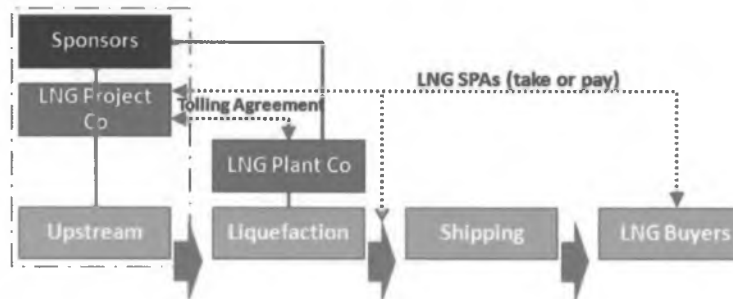 Sponsors
LNG SPAs (take or pay)
LNG Project
Co
Tolling Agreement
LNG Plant Co
Upstream
Liquefaction
Shipping
LNG Buyers